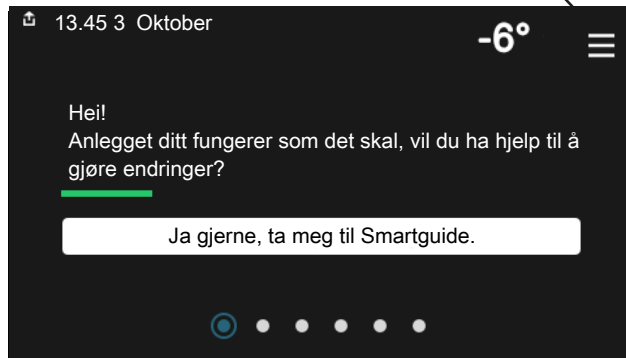 13.45 3 Oktober
-6°
Hei!
Anlegget ditt fungerer som det skal, vil du ha hjelp til å
gjøre endringer?
Ja gjerne, ta meg til Smartguide.